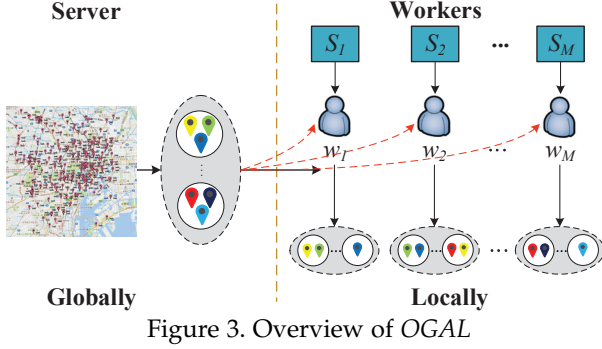 Server
Workers
S1
S2
...
SM
w1
w2
...
wM
...
Globally
Locally
Figure 3. Overview of OGAL